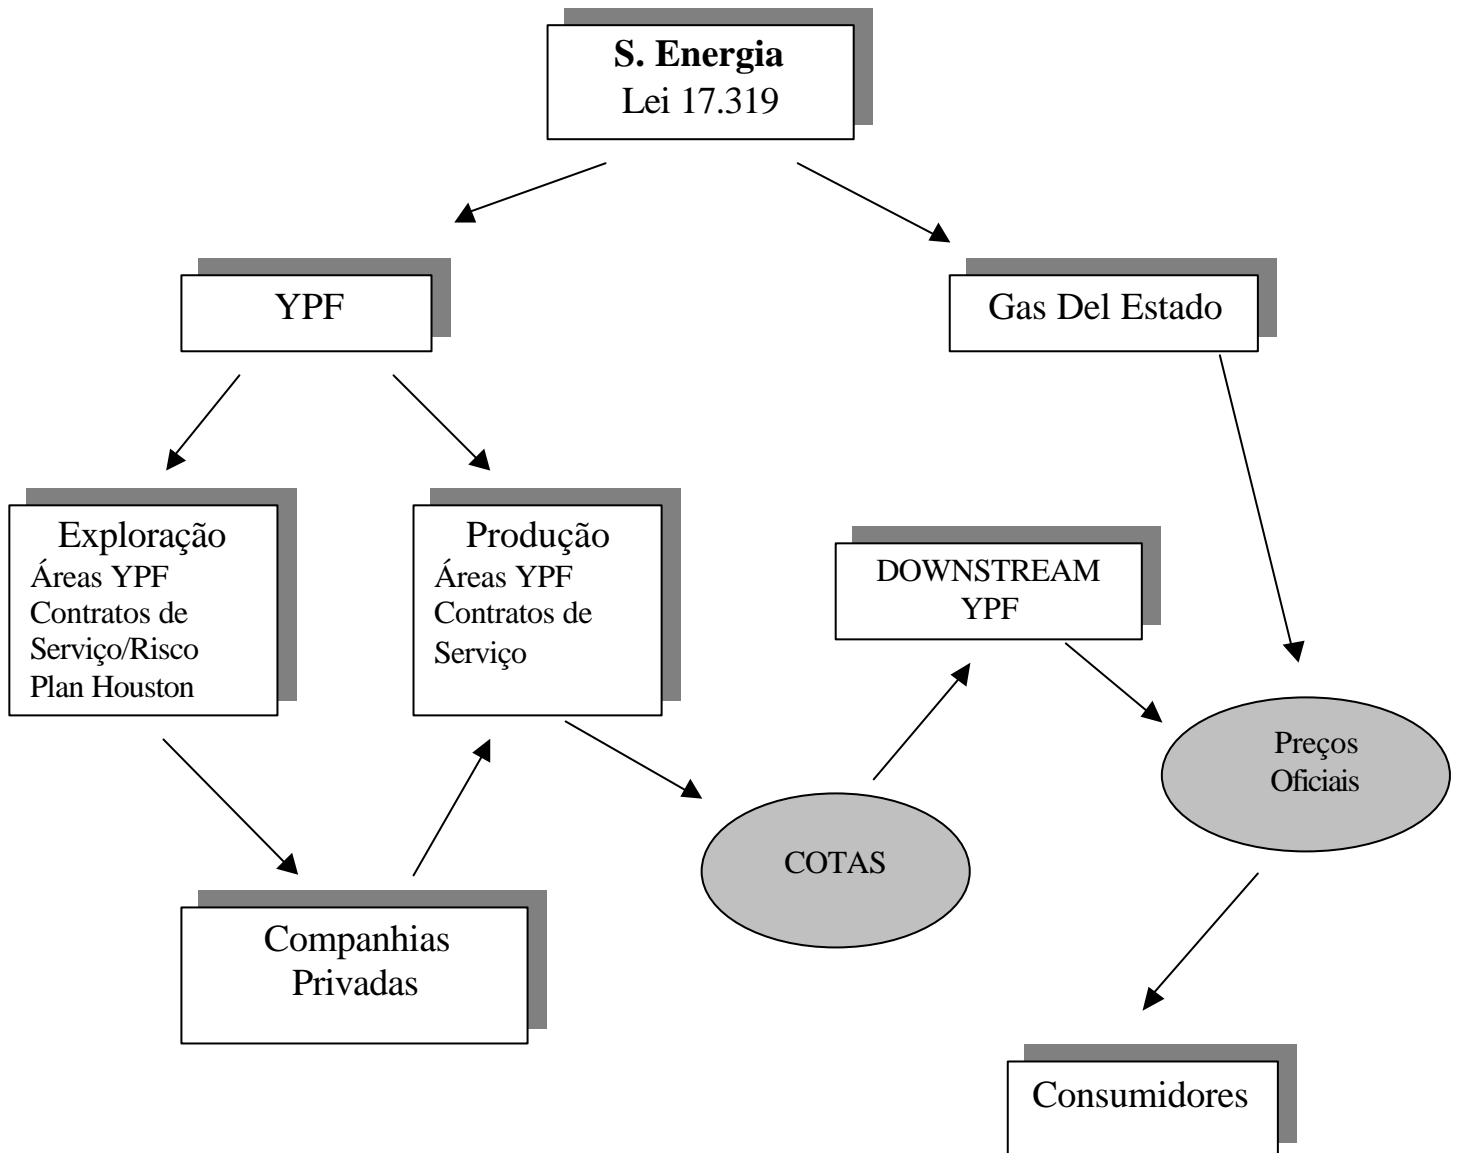 S. Energia
Lei 17.319
YPF
Gas Del Estado
Exploração
Áreas YPF
Contratos de
Serviço/Risco
Plan Houston
Produção
Áreas YPF
Contratos de
Serviço
DOWNSTREAM
YPF
Preços
Oficiais
COTAS
Companhias
Privadas
Consumidores